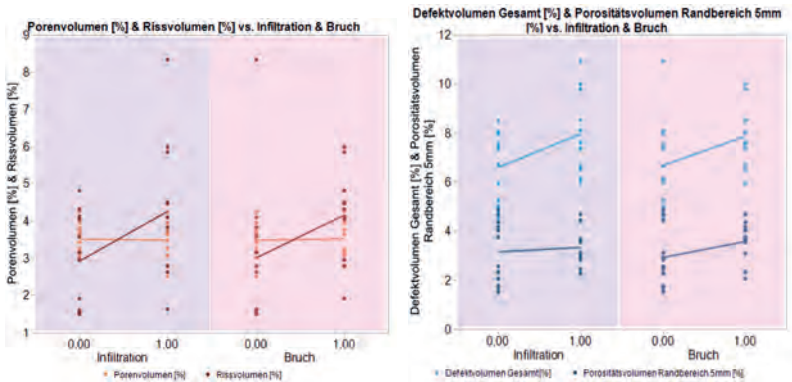 Porenvolumen [%] & Rissvolumen [%] vs. Infiltration & Bruch
Porenvolumen [%] & Rissvolumen [%]
9
8
7
6
5
4
3
2
1
0.00
1.00
0.00
1.00
Infiltration
Bruch
Porenvolumen [%]
Rissvolumen [%]
Defektvolumen Gesamt [%] & Porositätsvolumen Randbereich 5mm
[%] vs. Infiltration & Bruch
Defektvolumen Gesamt [%] & Porositätsvolumen
Randbereich 5mm [%]
12
10
8
6
4
2
0
0.00
1.00
0.00
1.00
Infiltration
Bruch
Defektvolumen Gesamt[%]
Porositätsvolumen Randbereich 5mm [%]